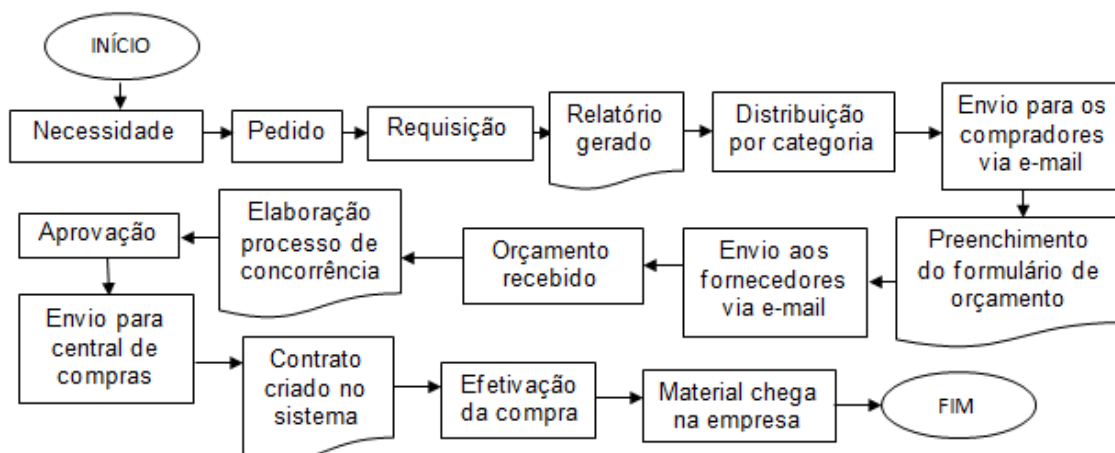 INÍCIO
Necessidade
Pedido
Requisição
Relatório
gerado
Distribuição
por categoria
Envio para os
compradores
via e-mail
Preenchimento
do formulário de
orçamento
Envio aos
fornecedores
via e-mail
Orçamento
recebido
Elaboração
processo de
concorrência
Aprovação
Envio para
central de
compras
Contrato
criado no
sistema
Efetivação
da compra
Material chega
na empresa
FIM